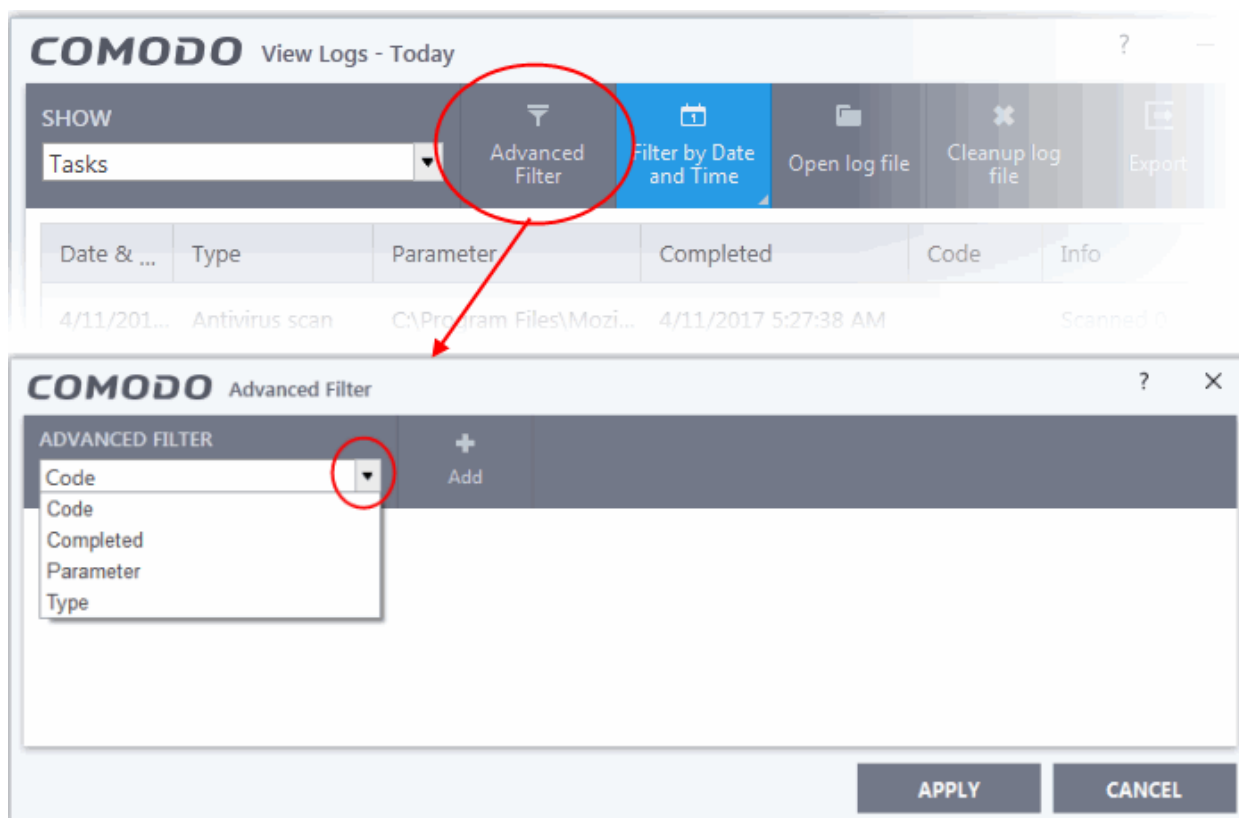 COMODO View Logs - Today ?
SHOW
Tasks
Advanced Filter
Filter by Date and Time
Open log file
Cleanup log file
Export
Date & ... Type Parameter Completed Code Info
4/11/201... Antivirus scan C:\Program Files\Mozi... 4/11/2017 5:27:38 AM Scanned 0
COMODO Advanced Filter ?
ADVANCED FILTER
Code
Add
Code
Completed
Parameter
Type
APPLY CANCEL